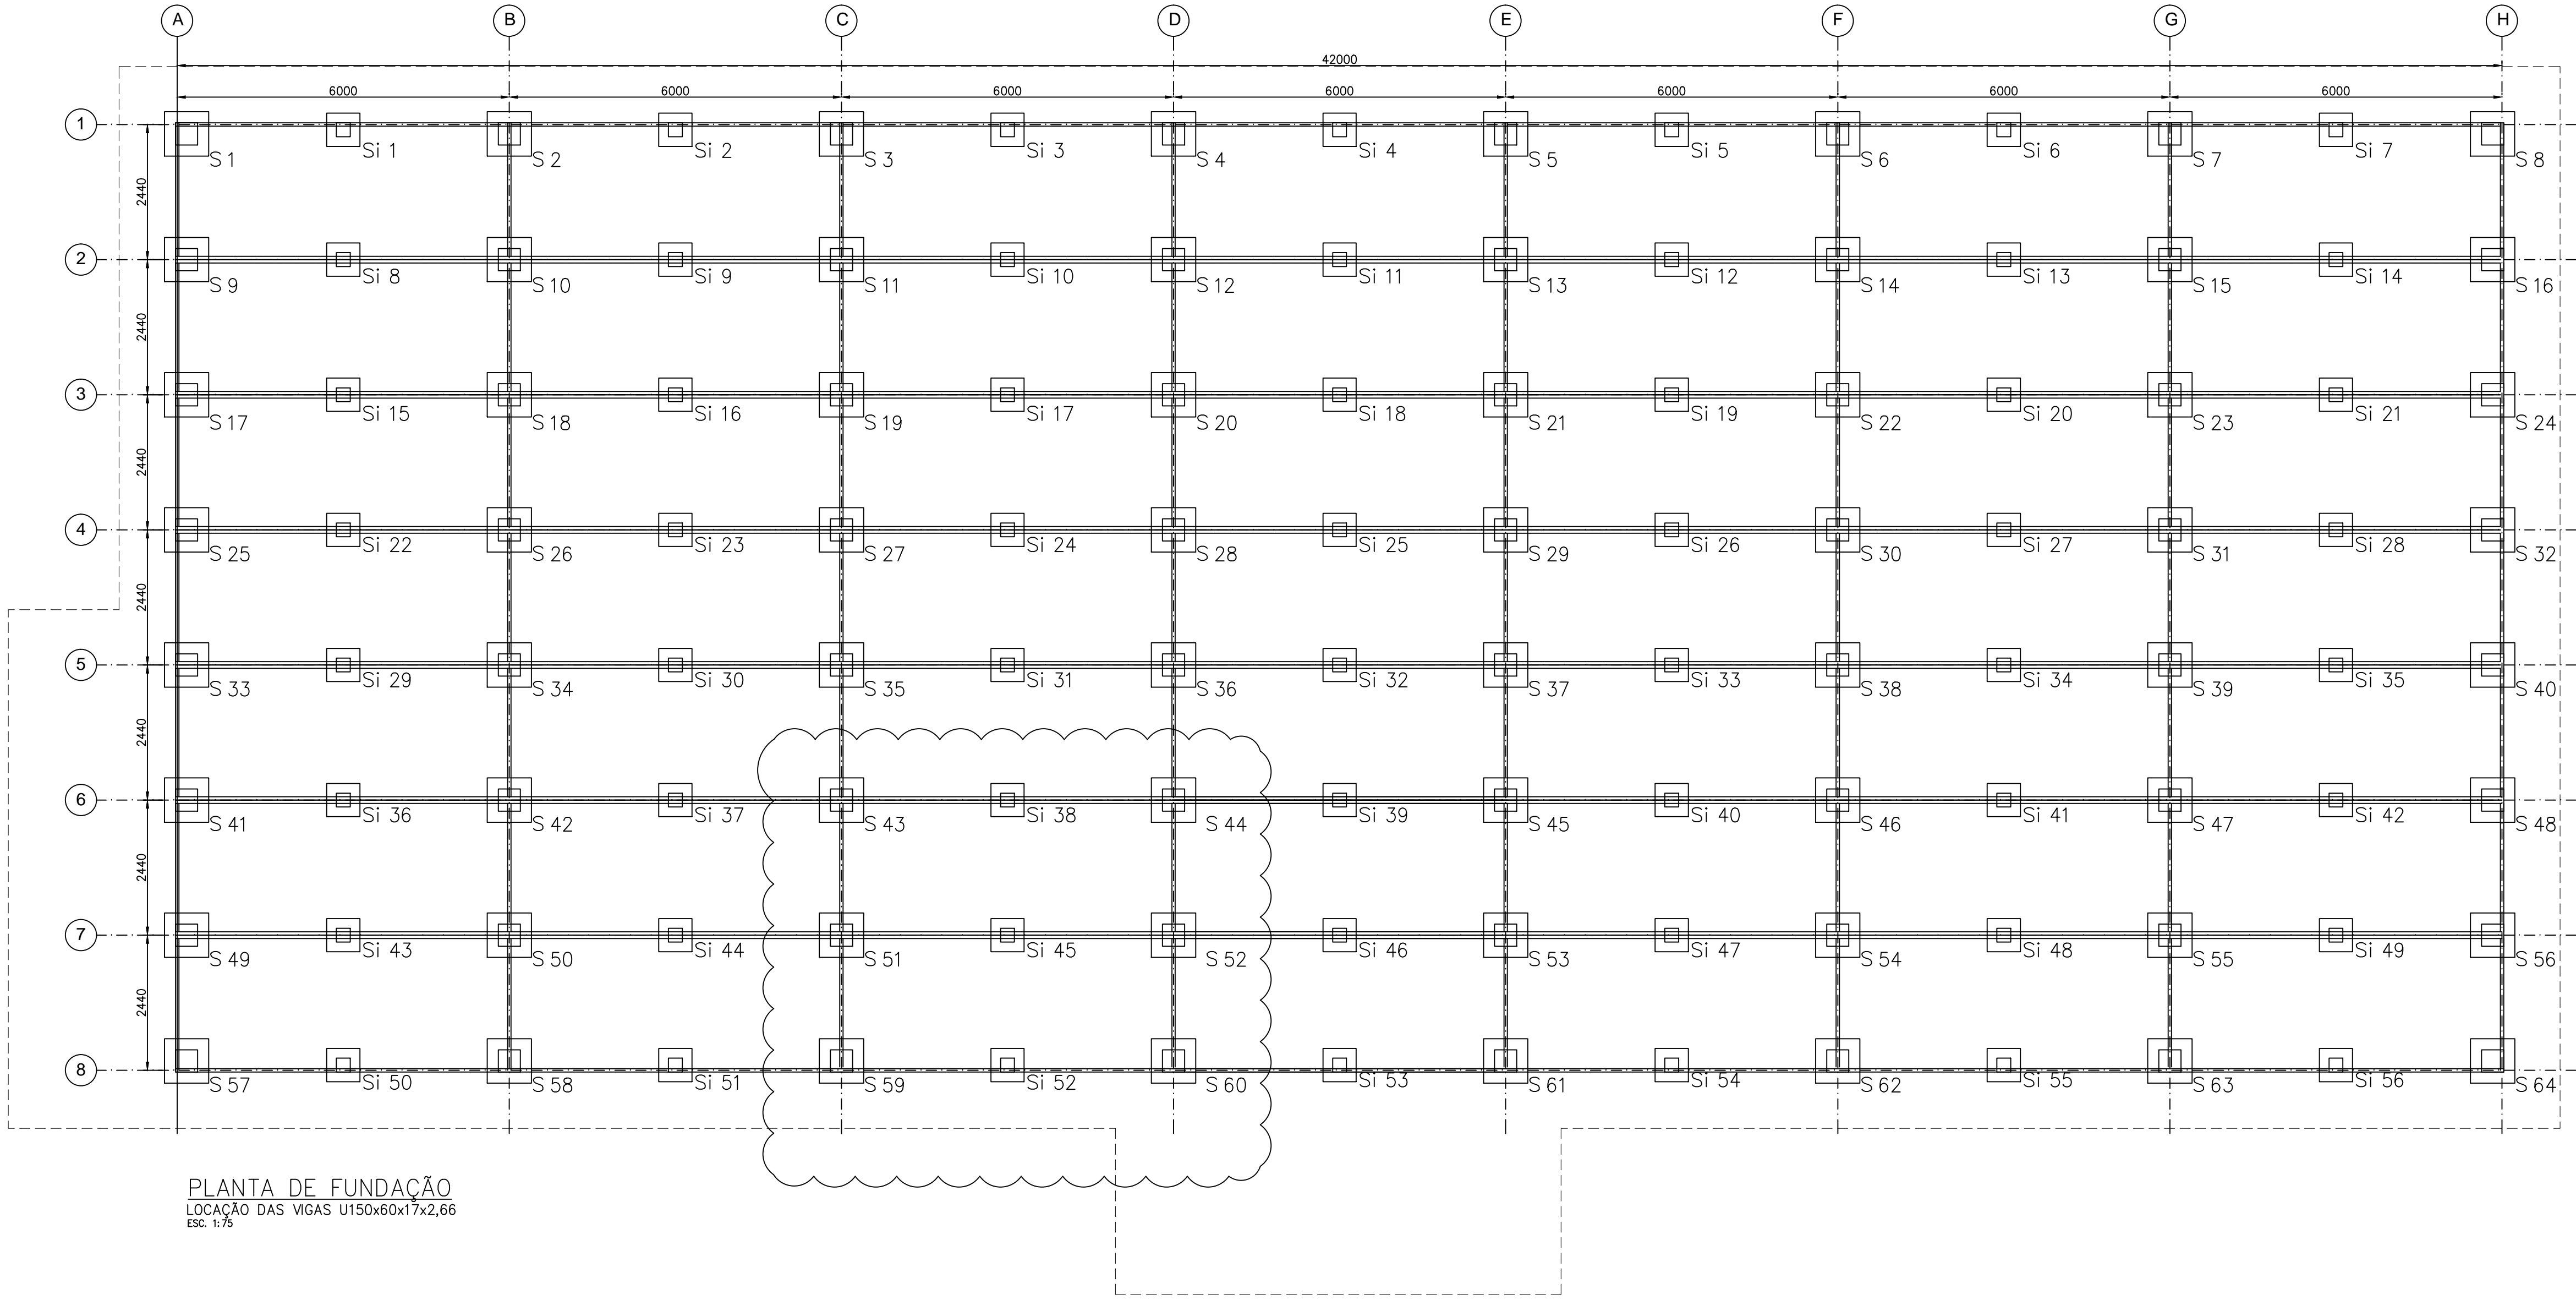 A B C D E F G H
42000
6000 6000 6000 6000 6000 6000 6000
1
S 1 Si 1 S 2 Si 2 S 3 Si 3 S 4 Si 4 S 5 Si 5 S 6 Si 6 S 7 Si 7 S 8
2440
2
S 9 Si 8 S 10 Si 9 S 11 Si 10 S 12 Si 11 S 13 Si 12 S 14 Si 13 S 15 Si 14 S 16
2440
3
S 17 Si 15 S 18 Si 16 S 19 Si 17 S 20 Si 18 S 21 Si 19 S 22 Si 20 S 23 Si 21 S 24
2440
4
S 25 Si 22 S 26 Si 23 S 27 Si 24 S 28 Si 25 S 29 Si 26 S 30 Si 27 S 31 Si 28 S 32
2440
5
S 33 Si 29 S 34 Si 30 S 35 Si 31 S 36 Si 32 S 37 Si 33 S 38 Si 34 S 39 Si 35 S 40
2440
6
S 41 Si 36 S 42 Si 37 S 43 Si 38 S 44 Si 39 S 45 Si 40 S 46 Si 41 S 47 Si 42 S 48
2440
7
S 49 Si 43 S 50 Si 44 S 51 Si 45 S 52 Si 46 S 53 Si 47 S 54 Si 48 S 55 Si 49 S 56
2440
8
S 57 Si 50 S 58 Si 51 S 59 Si 52 S 60 Si 53 S 61 Si 54 S 62 Si 55 S 63 Si 56 S 64
PLANTA DE FUNDAÇÃO
LOCAÇÃO DAS VIGAS U150x60x17x2,66
ESC. 1:75